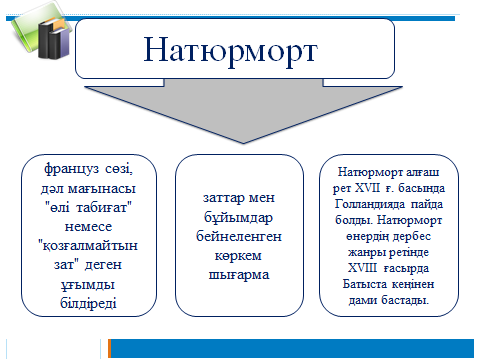 Натюрморт
француз сөзі,
дәл мағынасы
"өлі табиғат"
немесе
"қозғалмайтын
зат" деген
ұғымды
білдіреді
заттар мен
бұйымдар
бейнеленген
көркем
шығарма
Натюрморт алғаш
рет XVII ғ. басында
Голландияда пайда
болды. Натюрморт
өнердің дербес
жанры ретінде
XVIII ғасырда
Батыста кеңінен
дами бастады.